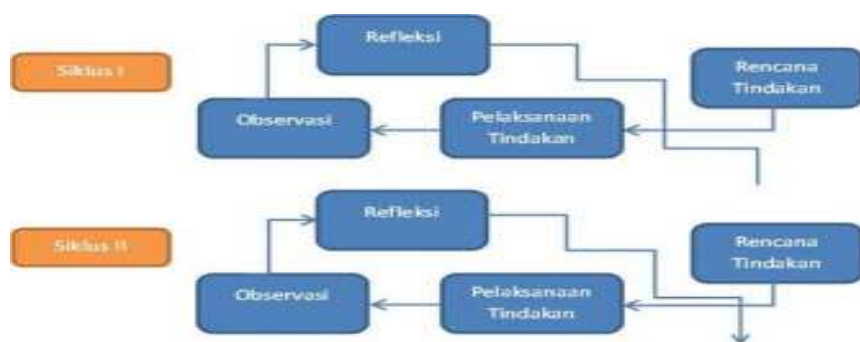 Refleksi
Siklus I
Rencana
Tindakan
Observasi
Pelaksanaan
Tindakan
Refleksi
Siklus II
Rencana
Tindakan
Observasi
Pelaksanaan
Tindakan